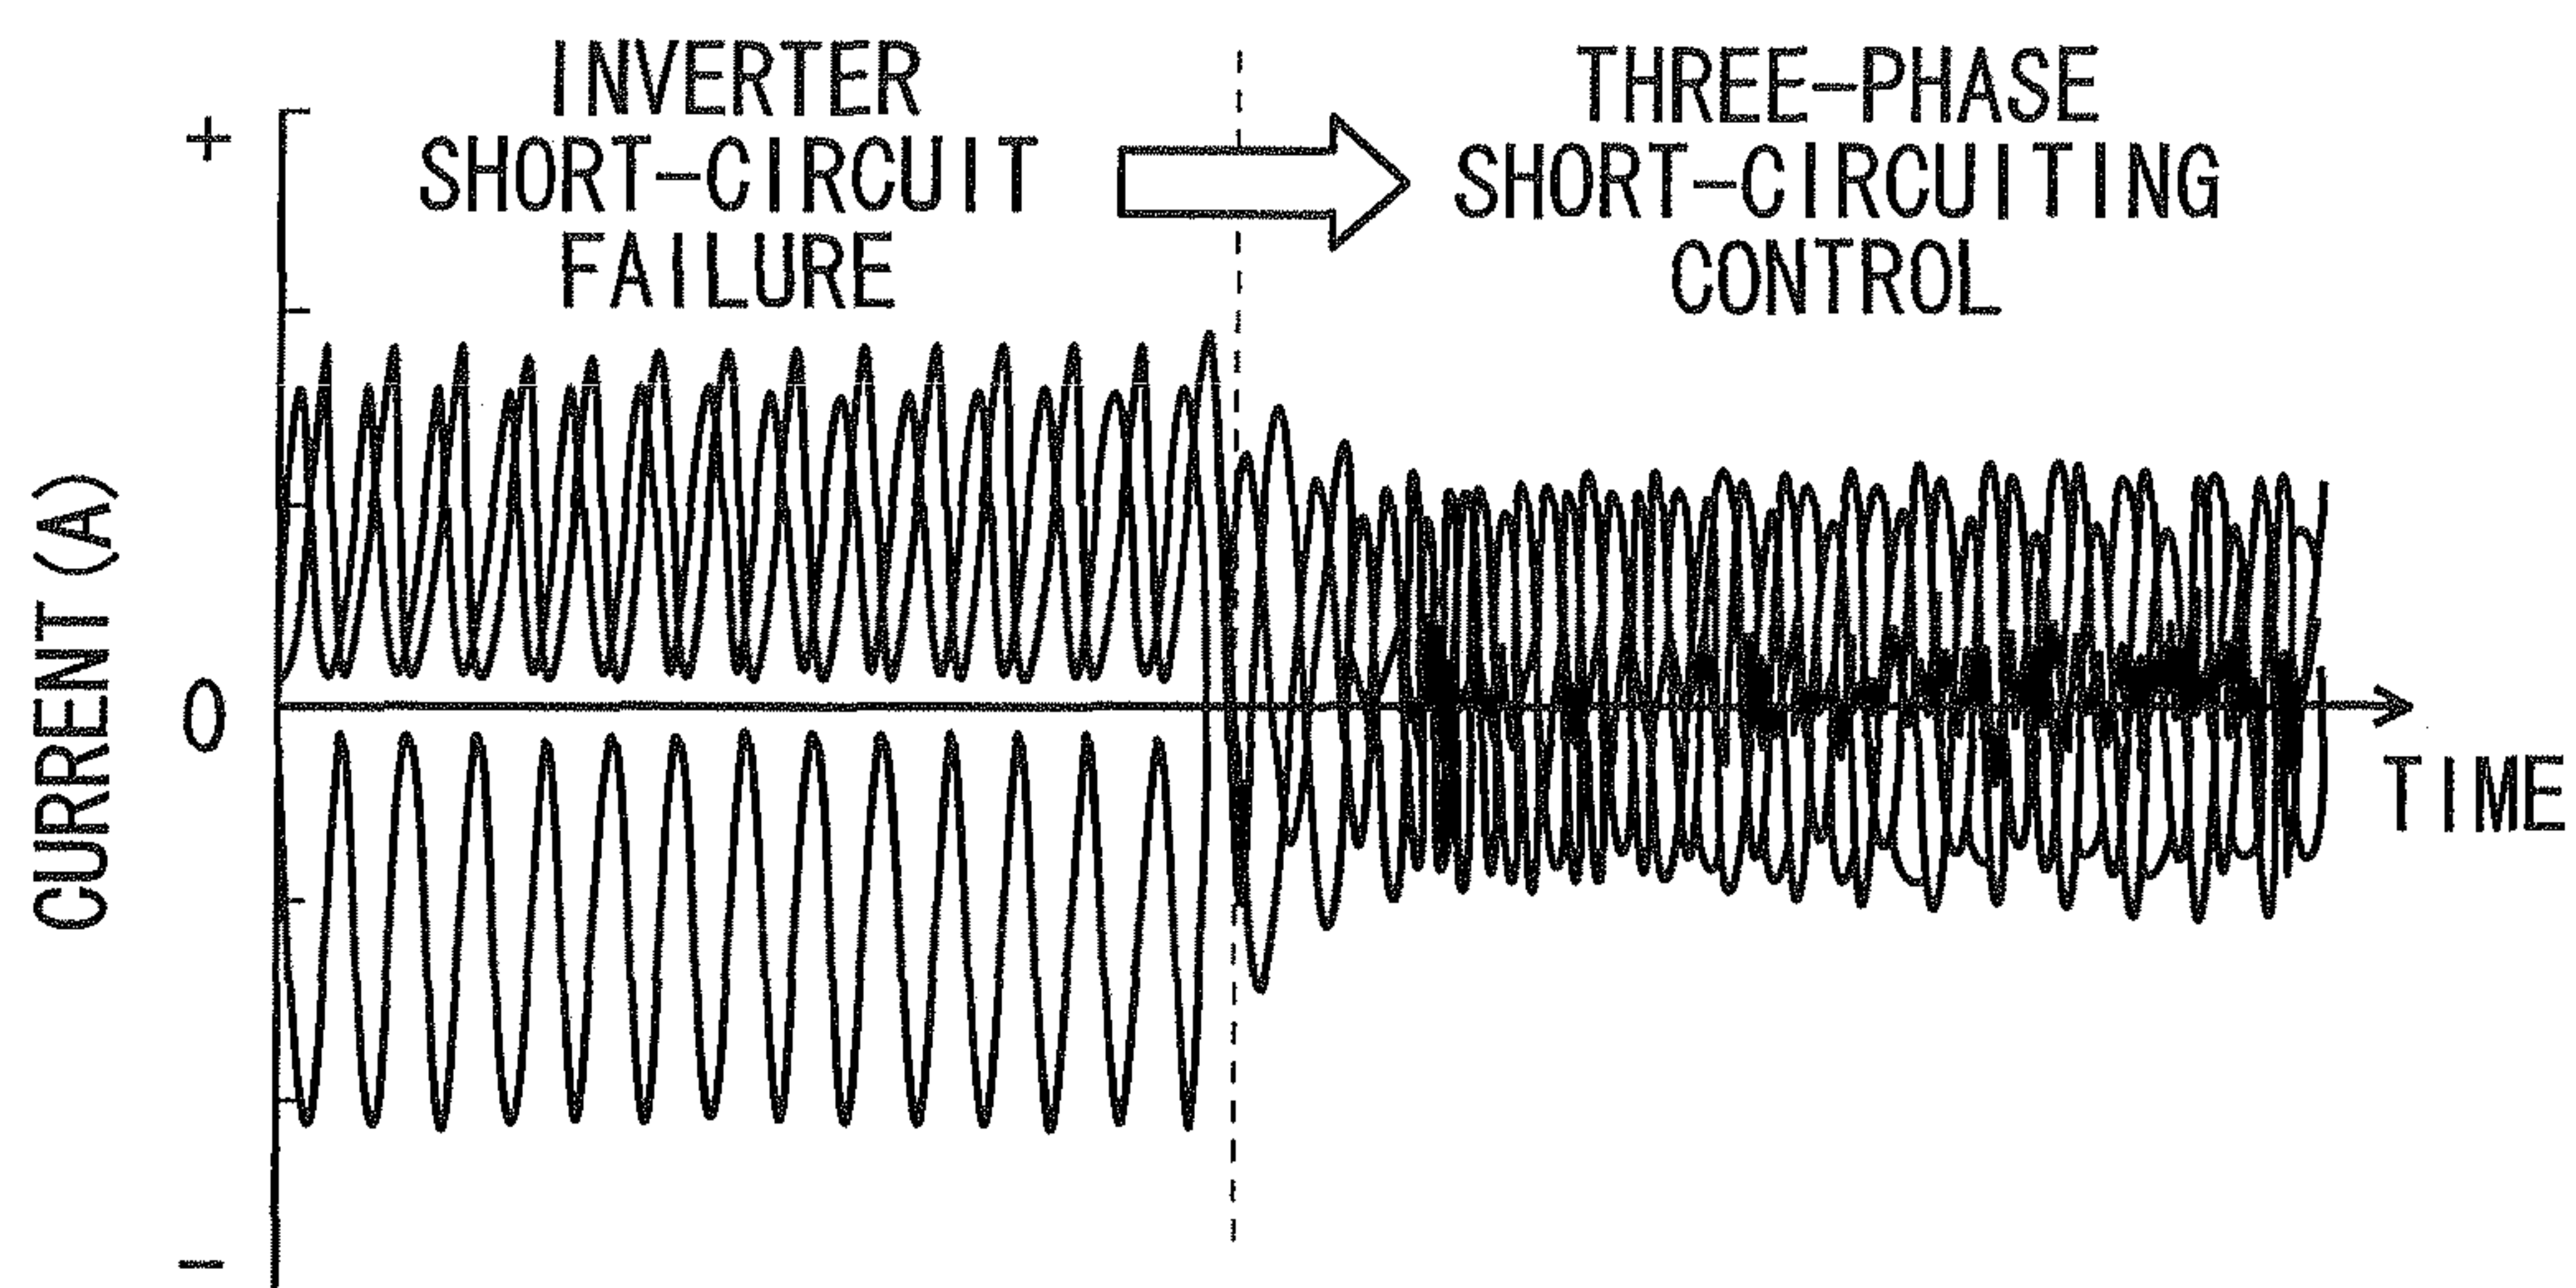 INVERTER
SHORT-CIRCUIT
FAILURE
THREE-PHASE
SHORT-CIRCUITING
CONTROL
+
CURRENT (A)
0
TIME
−